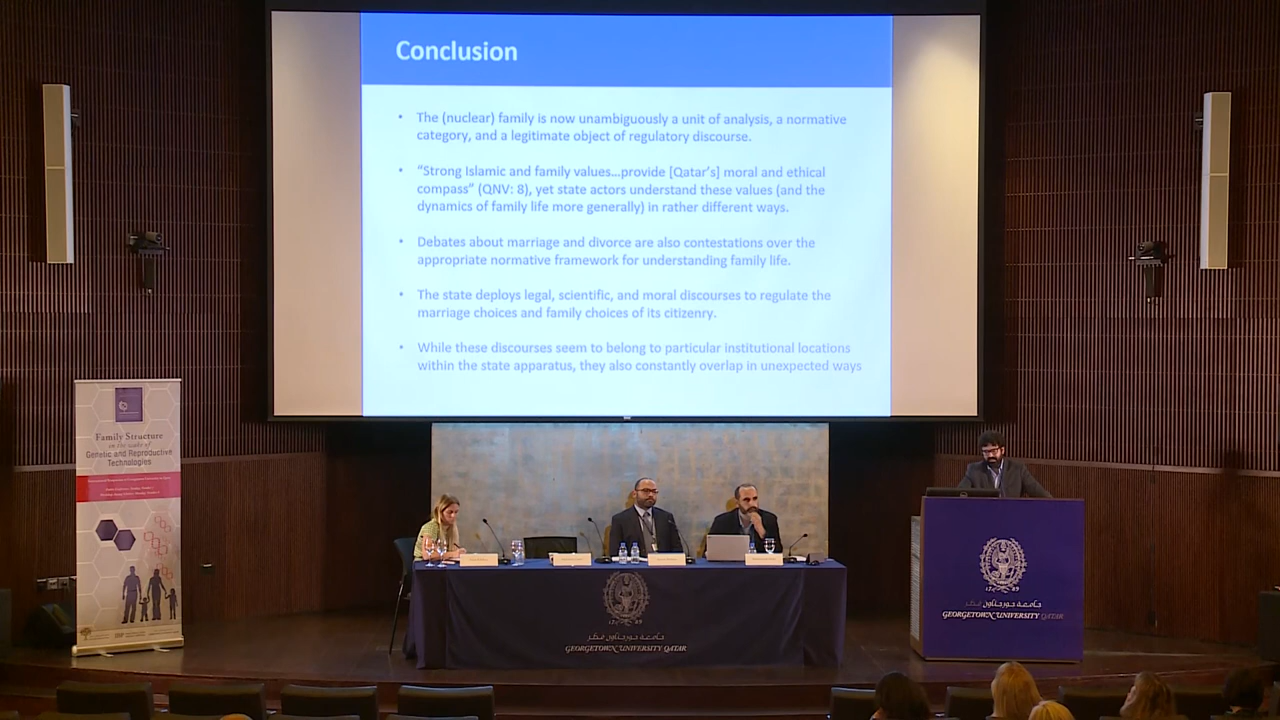 Conclusion
• The (nuclear) family is now unambiguously a unit of analysis, a normative
category, and a legitimate object of regulatory discourse.
• “Strong Islamic and family values…provide [Qatar’s] moral and ethical
compass” (QNV: 8), yet state actors understand these values (and the
dynamics of family life more generally) in rather different ways.
• Debates about marriage and divorce are also contestations over the
appropriate normative framework for understanding family life.
• The state deploys legal, scientific, and moral discourses to regulate the
marriage choices and family choices of its citizenry.
• While these discourses seem to belong to particular institutional locations
within the state apparatus, they also constantly overlap in unexpected ways
Family Structure
Genetic and Reproductive
Technologies
جامعة جورجتاون قطر
GEORGETOWN UNIVERSITY QATAR
جامعة جورجتاون قطر
GEORGETOWN UNIVERSITY QATAR